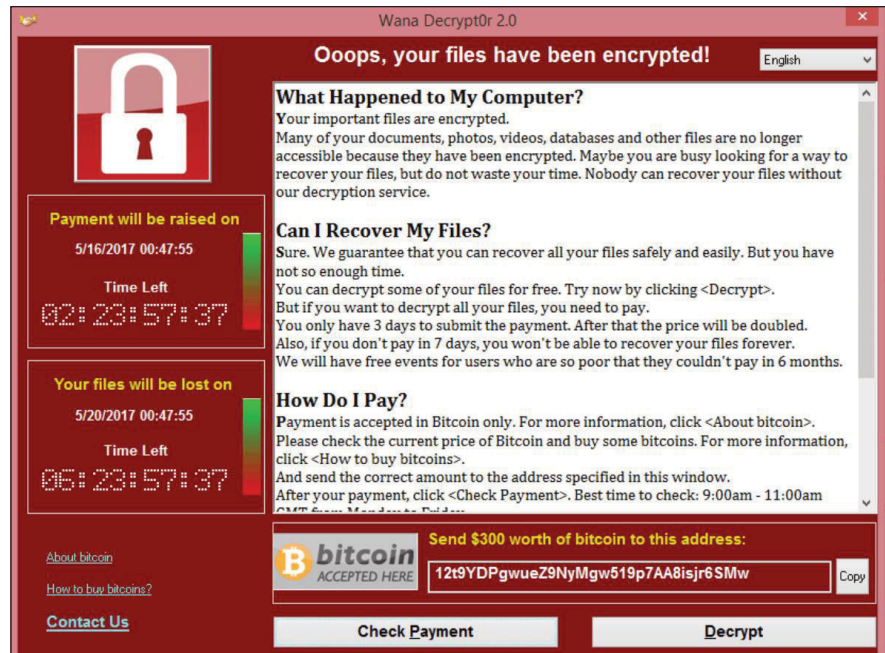 Wana Decrypt0r 2.0
Ooops, your files have been encrypted!
English
Payment will be raised on
5/16/2017 00:47:55
Time Left
02:23:57:37
Your files will be lost on
5/20/2017 00:47:55
Time Left
06:23:57:37
About bitcoin
How to buy bitcoins?
Contact Us
What Happened to My Computer?
Your important files are encrypted.
Many of your documents, photos, videos, databases and other files are no longer
accessible because they have been encrypted. Maybe you are busy looking for a way to
recover your files, but do not waste your time. Nobody can recover your files without
our decryption service.
Can I Recover My Files?
Sure. We guarantee that you can recover all your files safely and easily. But you have
not so enough time.
You can decrypt some of your files for free. Try now by clicking <Decrypt>.
But if you want to decrypt all your files, you need to pay.
You only have 3 days to submit the payment. After that the price will be doubled.
Also, if you don't pay in 7 days, you won't be able to recover your files forever.
We will have free events for users who are so poor that they couldn't pay in 6 months.
How Do I Pay?
Payment is accepted in Bitcoin only. For more information, click <About bitcoin>.
Please check the current price of Bitcoin and buy some bitcoins. For more information,
click <How to buy bitcoins>.
And send the correct amount to the address specified in this window.
After your payment, click <Check Payment>. Best time to check: 9:00am - 11:00am
GMT from Monday to Friday
bitcoin
ACCEPTED HERE
Send $300 worth of bitcoin to this address:
12t9YDPgwueZ9NyMgw519p7AA8isjr6SMw
Copy
Check Payment
Decrypt